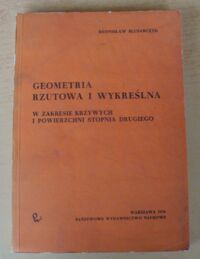 GEOMETRIA
RZUTOWA I WYKREŚLNA
W ZAKRESIE KRZYWYCH
I POWIERZCHNI STOPNIA DRUGIEGO
WARSZAWA
PAŃSTWOWE WYDAWNICTWO NAUKOWE